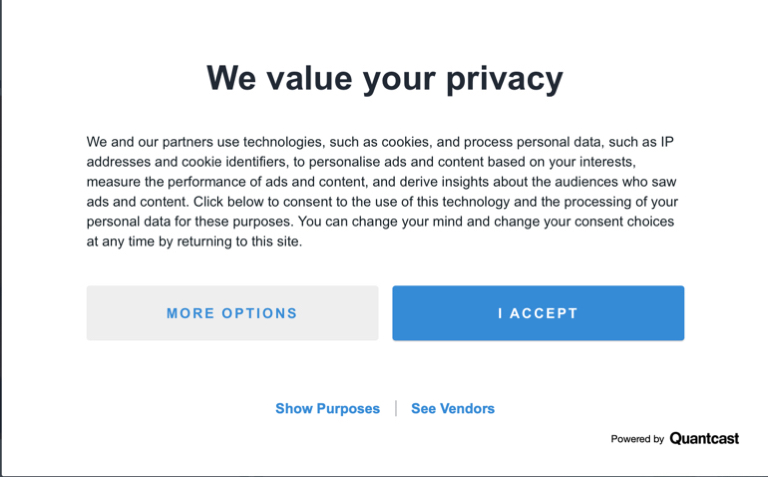 We value your privacy
We and our partners use technologies, such as cookies, and process personal data, such as IP
addresses and cookie identifiers, to personalise ads and content based on your interests,
measure the performance of ads and content, and derive insights about the audiences who saw
ads and content. Click below to consent to the use of this technology and the processing of your
personal data for these purposes. You can change your mind and change your consent choices
at any time by returning to this site.
MORE OPTIONS
I ACCEPT
Show Purposes
See Vendors
Powered by Quantcast